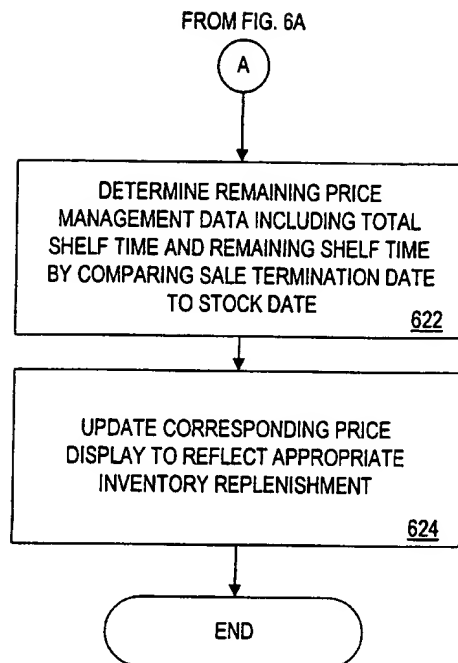 FROM FIG. 6A
A
DETERMINE REMAINING PRICE
MANAGEMENT DATA INCLUDING TOTAL
SHELF TIME AND REMAINING SHELF TIME
BY COMPARING SALE TERMINATION DATE
TO STOCK DATE
622
UPDATE CORRESPONDING PRICE
DISPLAY TO REFLECT APPROPRIATE
INVENTORY REPLENISHMENT
624
END